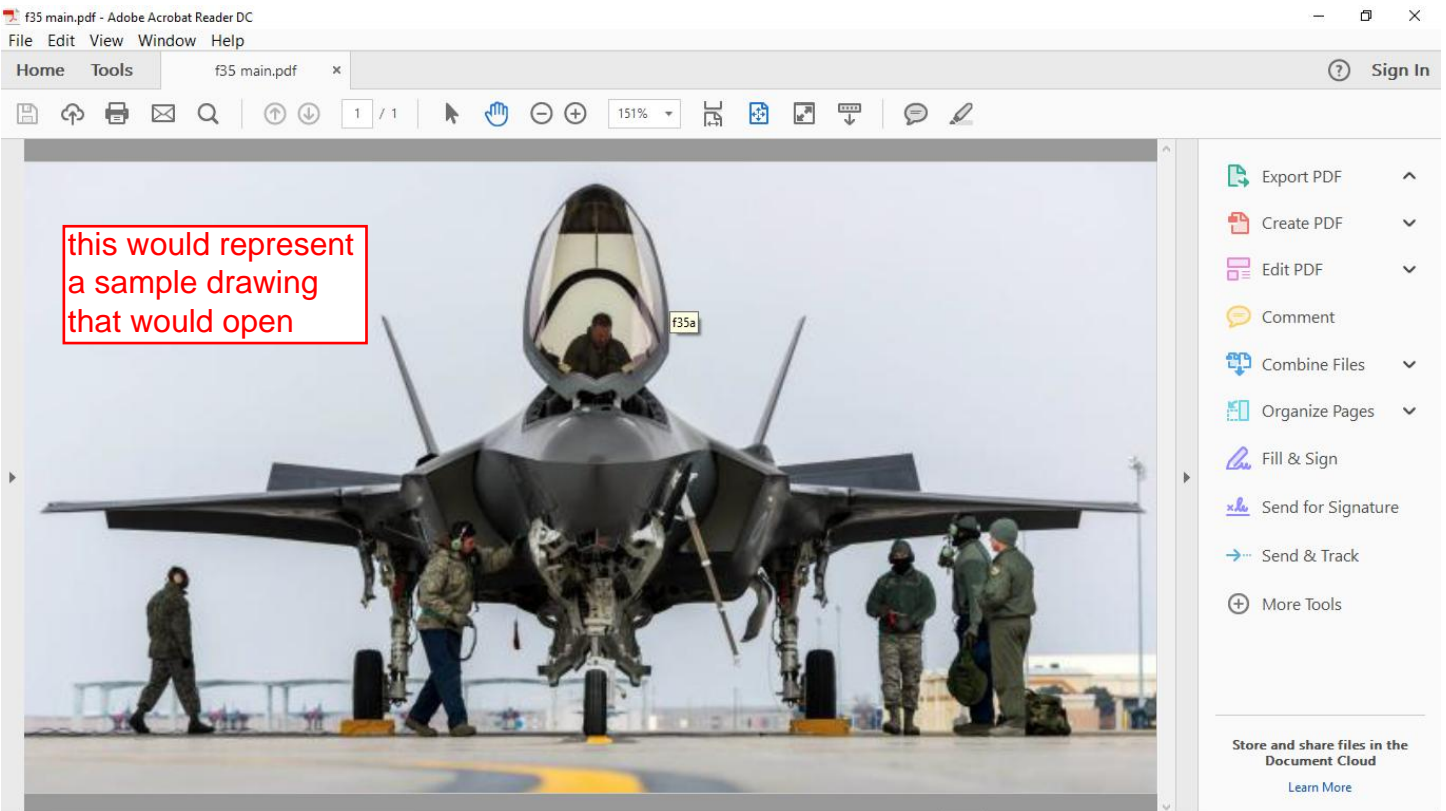 f35 main.pdf - Adobe Acrobat Reader DC
File Edit View Window Help
Home Tools f35 main.pdf × ? Sign In
1 / 1 151%
this would represent
a sample drawing
that would open
f35a
Export PDF
Create PDF
Edit PDF
Comment
Combine Files
Organize Pages
Fill & Sign
Send for Signature
Send & Track
More Tools
Store and share files in the
Document Cloud
Learn More